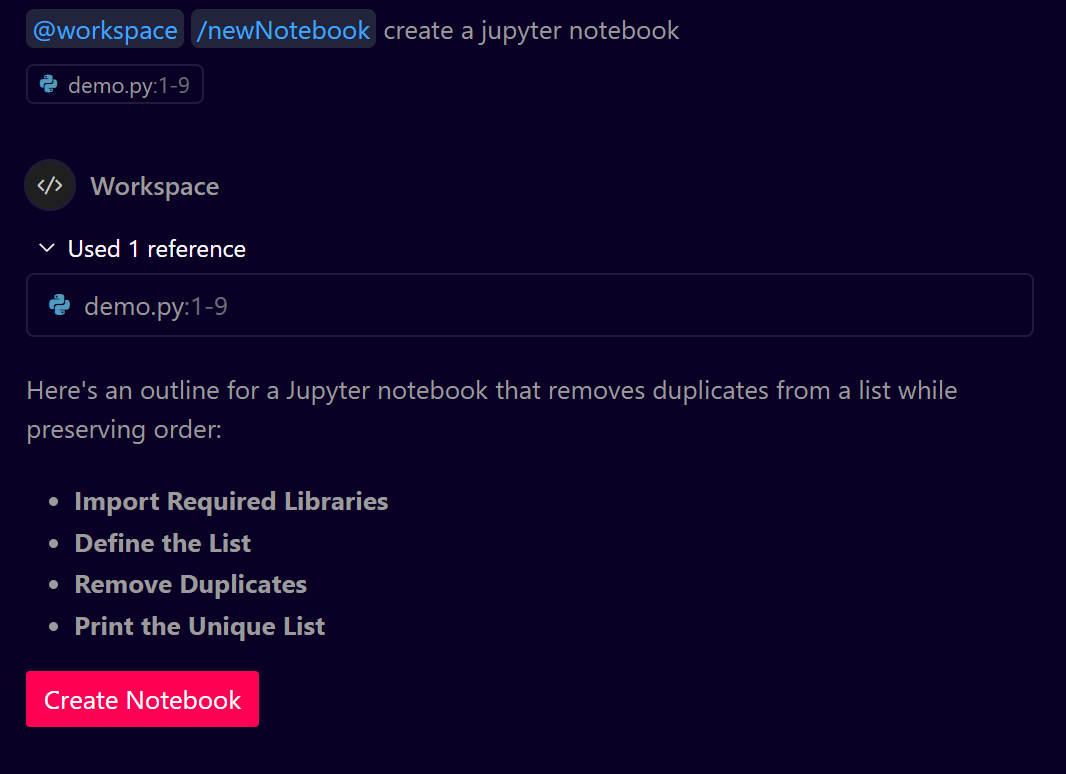 @workspace /newNotebook create a jupyter notebook
demo.py:1-9
</> Workspace
Used 1 reference
demo.py:1-9
Here's an outline for a Jupyter notebook that removes duplicates from a list while
preserving order:
• Import Required Libraries
• Define the List
• Remove Duplicates
• Print the Unique List
Create Notebook